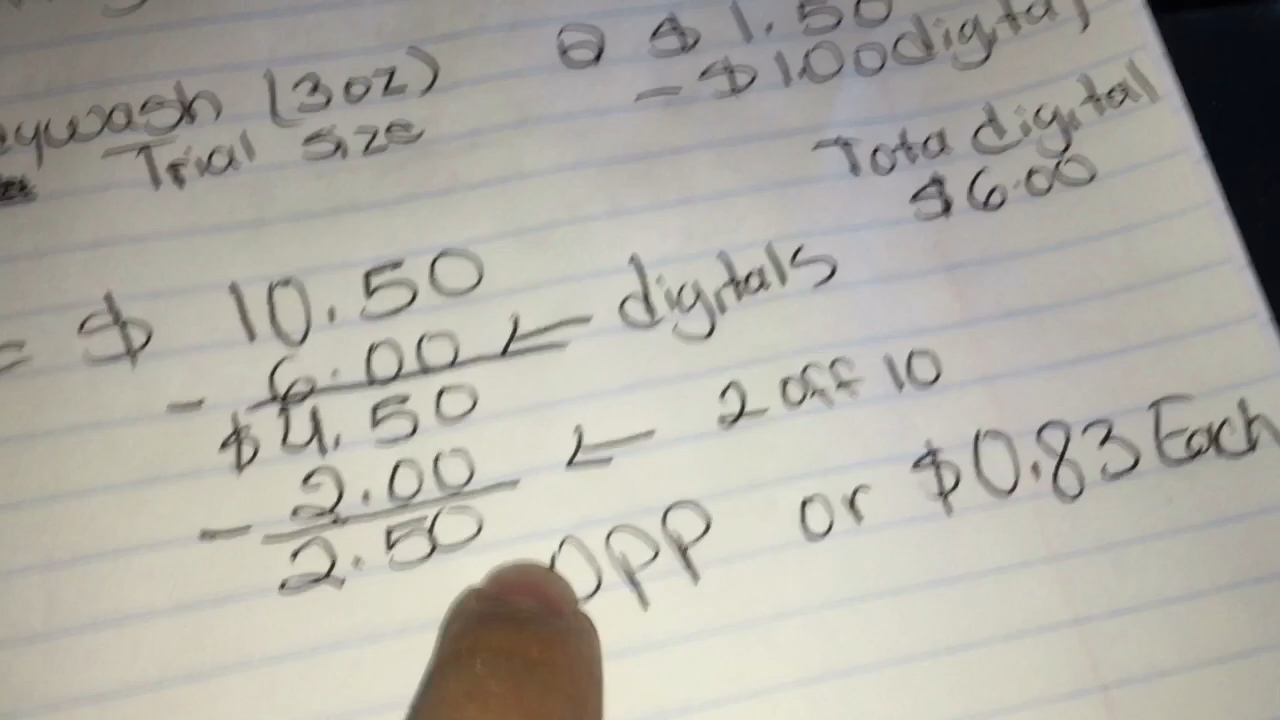 @ $1.50
- $1.00 digital
(3oz)
Trial size
Tota digital
$6.00
= $ 10.50
- 6.00 ← digitals
$4.50
- 2.00 ← 2 off 10
2.50 OPP or $0.83 Each